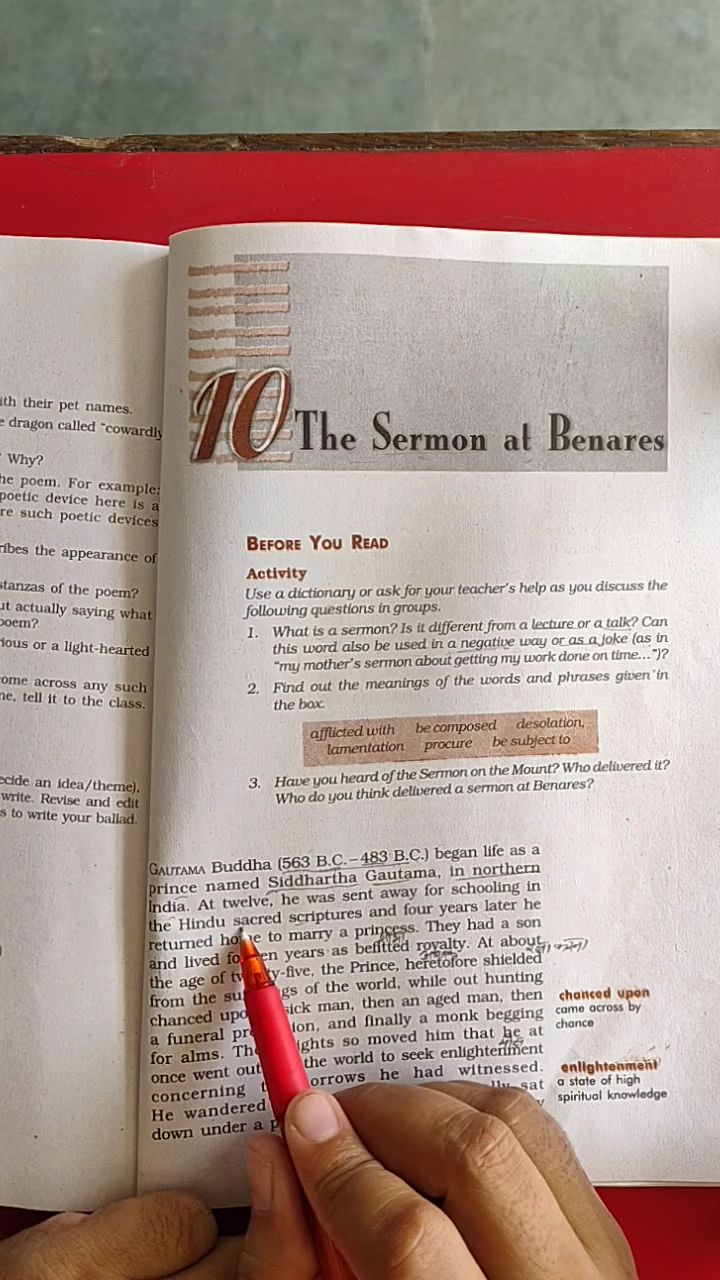 ith their pet names.
e dragon called "cowardly
Why?
he poem. For example:
poetic device here is a
re such poetic devices
ribes the appearance of
stanzas of the poem?
ut actually saying what
poem?
ious or a light-hearted
ome across any such
ne, tell it to the class.
ecide an idea/theme),
write. Revise and edit
s to write your ballad.
10 The Sermon at Benares
BEFORE YOU READ
Activity
Use a dictionary or ask for your teacher's help as you discuss the
following questions in groups.
1. What is a sermon? Is it different from a lecture or a talk? Can
this word also be used in a negative way or as a joke (as in
"my mother's sermon about getting my work done on time...")?
2. Find out the meanings of the words and phrases given in
the box.
afflicted with be composed desolation,
lamentation procure be subject to
3. Have you heard of the Sermon on the Mount? Who delivered it?
Who do you think delivered a sermon at Benares?
GAUTAMA Buddha (563 B.C.–483 B.C.) began life as a
prince named Siddhartha Gautama, in northern
India. At twelve, he was sent away for schooling in
the Hindu sacred scriptures and four years later he
returned to marry a princess. They had a son
and lived years as befitted royalty. At about
the age of -five, the Prince, heretofore shielded
from the of the world, while out hunting
chanced upon sick man, then an aged man, then
a funeral and finally a monk begging
for alms. so moved him that he at
once went out the world to seek enlightenment
concerning he had witnessed.
He wandered sat
down under a
chanced upon
came across by
chance
enlightenment
a state of high
spiritual knowledge